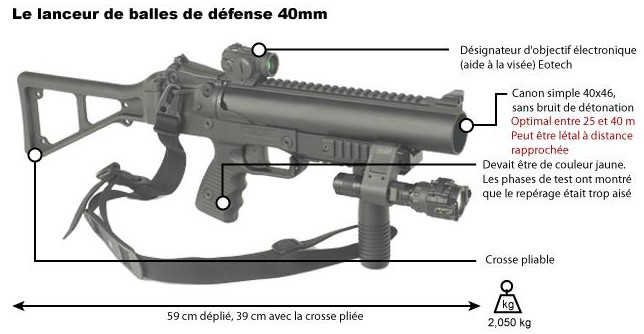 Le lanceur de balles de défense 40mm
Désignateur d'objectif électronique
(aide à la visée) Eotech
Canon simple 40x46,
sans bruit de détonation
Optimal entre 25 et 40 m
Peut être létal à distance
rapprochée
Devait être de couleur jaune.
Les phases de test ont montré
que le repérage était trop aisé
Crosse pliable
59 cm déplié, 39 cm avec la crosse pliée
kg
2,050 kg